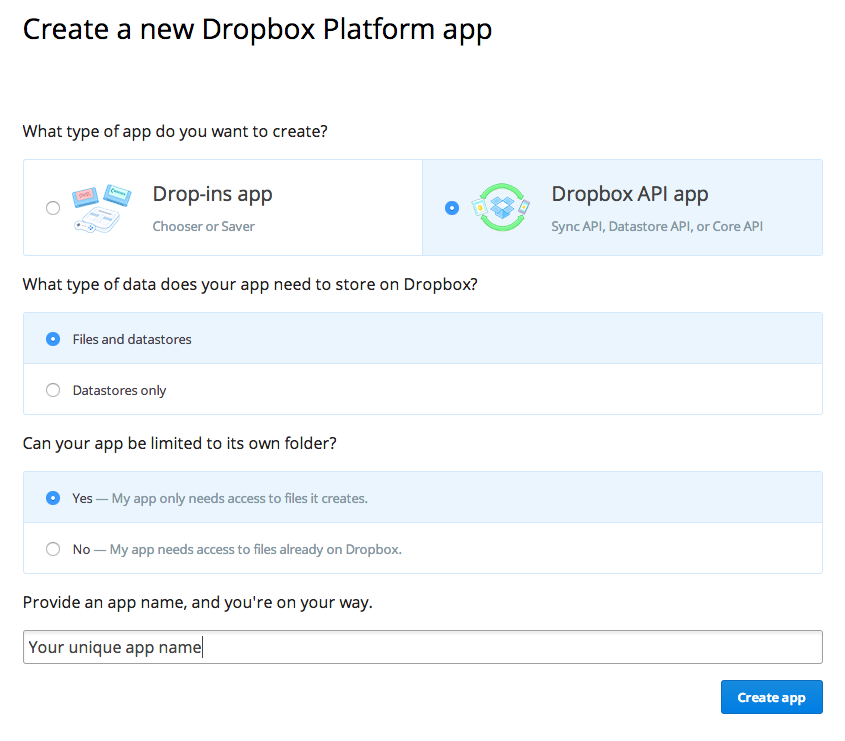 Create a new Dropbox Platform app
What type of app do you want to create?
Drop-ins app
Chooser or Saver
Dropbox API app
Sync API, Datastore API, or Core API
What type of data does your app need to store on Dropbox?
Files and datastores
Datastores only
Can your app be limited to its own folder?
Yes — My app only needs access to files it creates.
No — My app needs access to files already on Dropbox.
Provide an app name, and you're on your way.
Your unique app name
Create app